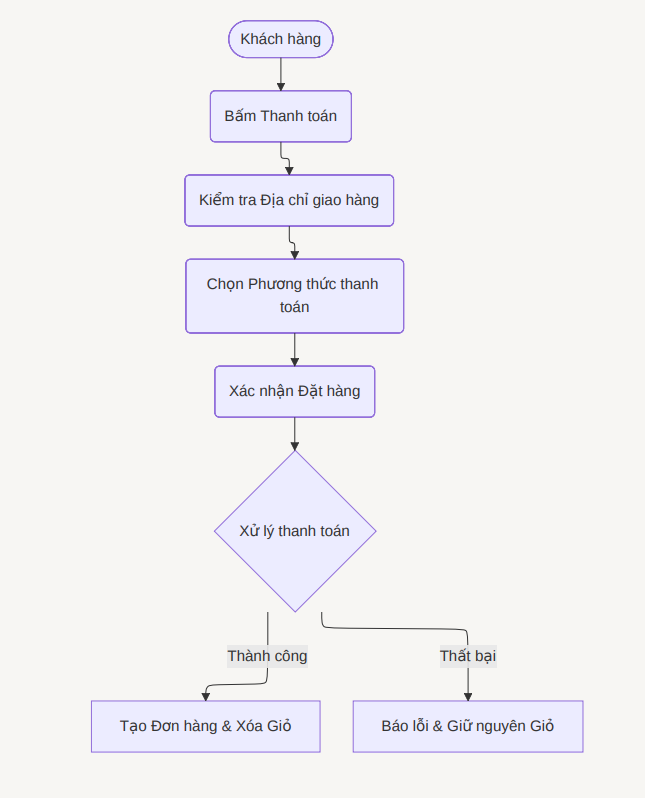 Khách hàng
Bấm Thanh toán
Kiểm tra Địa chỉ giao hàng
Chọn Phương thức thanh
toán
Xác nhận Đặt hàng
Xử lý thanh toán
Thành công
Thất bại
Tạo Đơn hàng & Xóa Giỏ
Báo lỗi & Giữ nguyên Giỏ